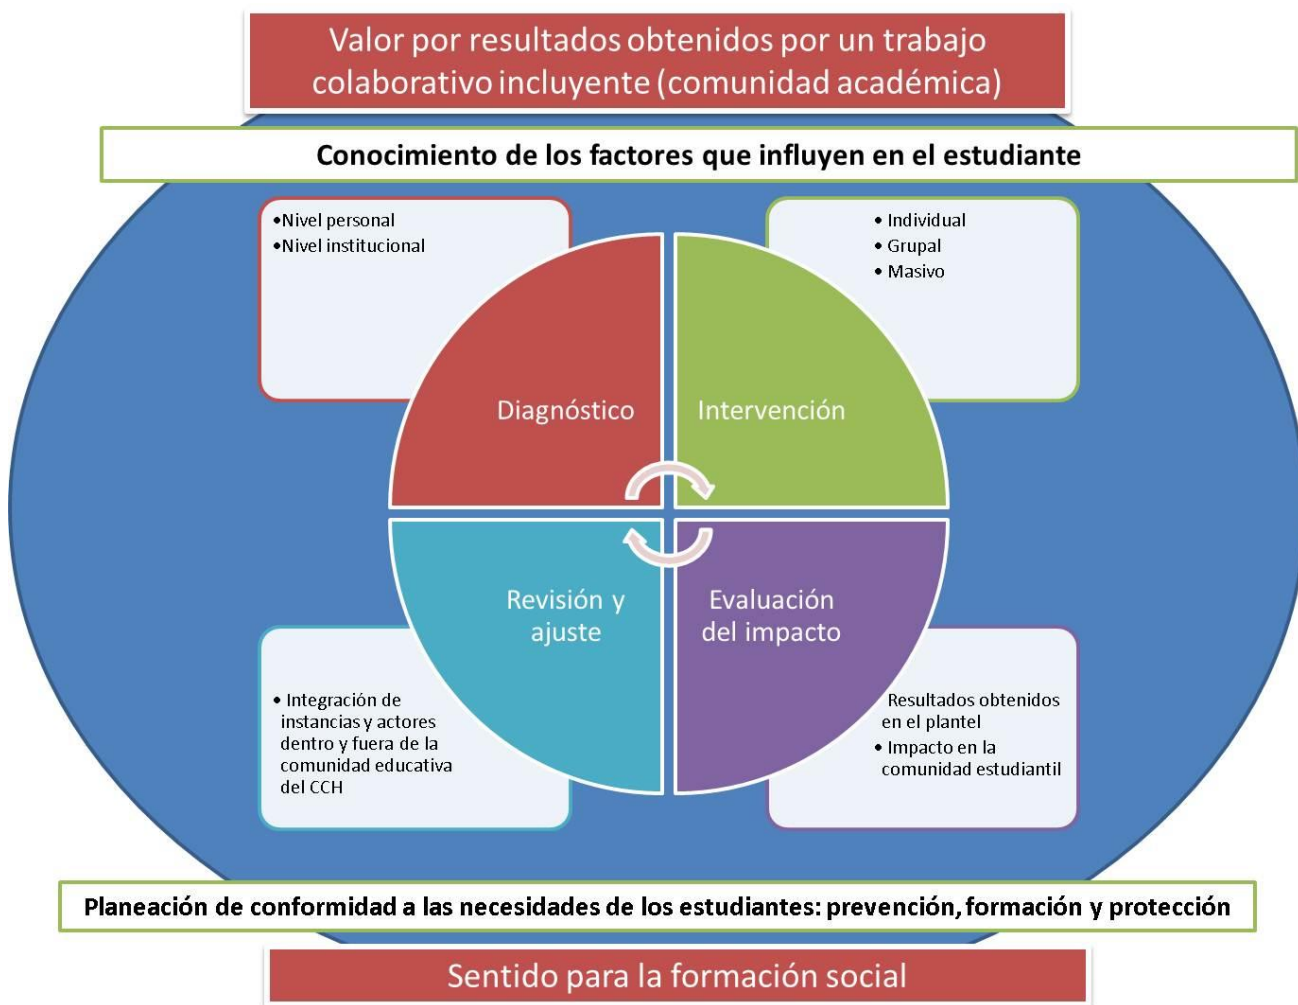 Valor por resultados obtenidos por un trabajo
colaborativo incluyente (comunidad académica)
Conocimiento de los factores que influyen en el estudiante
•Nivel personal
•Nivel institucional
• Individual
• Grupal
• Masivo
Diagnóstico
Intervención
Revisión y
ajuste
Evaluación
del impacto
• Integración de
instancias y actores
dentro y fuera de la
comunidad educativa
del CCH
Resultados obtenidos
en el plantel
• Impacto en la
comunidad estudiantil
Planeación de conformidad a las necesidades de los estudiantes: prevención, formación y protección
Sentido para la formación social